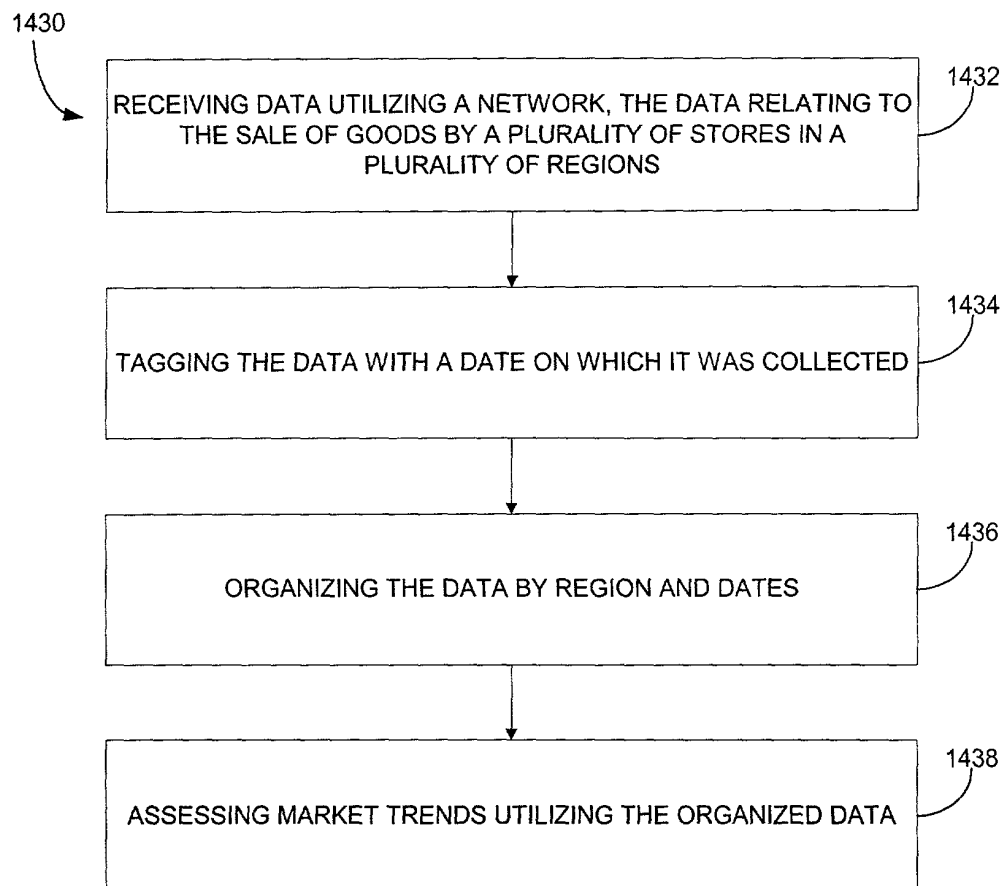 1430
1432
RECEIVING DATA UTILIZING A NETWORK, THE DATA RELATING TO
THE SALE OF GOODS BY A PLURALITY OF STORES IN A
PLURALITY OF REGIONS
1434
TAGGING THE DATA WITH A DATE ON WHICH IT WAS COLLECTED
1436
ORGANIZING THE DATA BY REGION AND DATES
1438
ASSESSING MARKET TRENDS UTILIZING THE ORGANIZED DATA